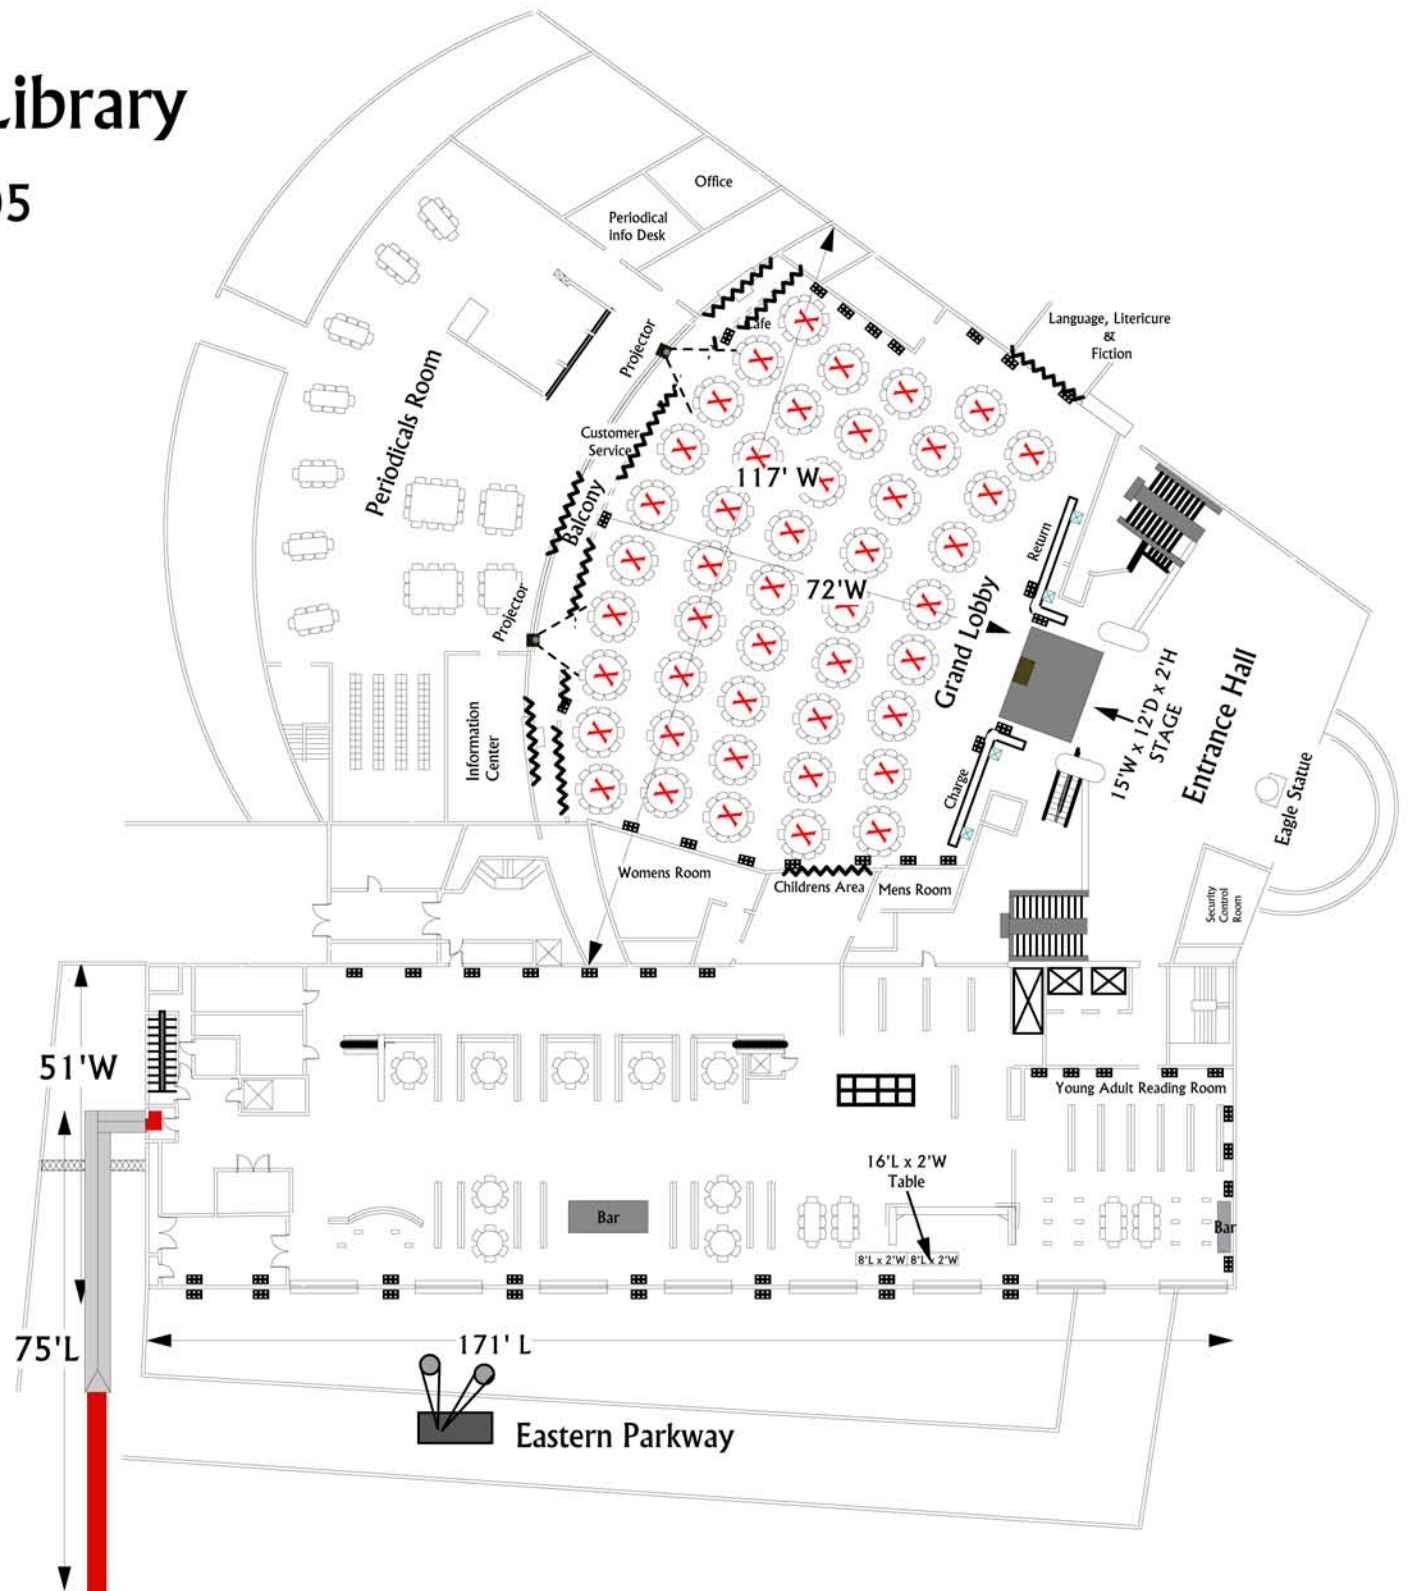 Library
05
Office
Periodical
info Desk
Language, Litericure
&
Fiction
Projector
Periodicals Room
Customer
Service
Balcony
117' W
72'W
Return
Grand Lobby
Projector
15'W x 12'D x 2'H
STAGE
Entrance Hall
Eagle Statue
Information
Center
Charge
Womens Room
Childrens Area
Mens Room
Security
Control
Room
51'W
Young Adult Reading Room
16'L x 2'W
Table
Bar
Bar
8'L x 2'W
8'L x 2'W
75'L
171' L
Eastern Parkway